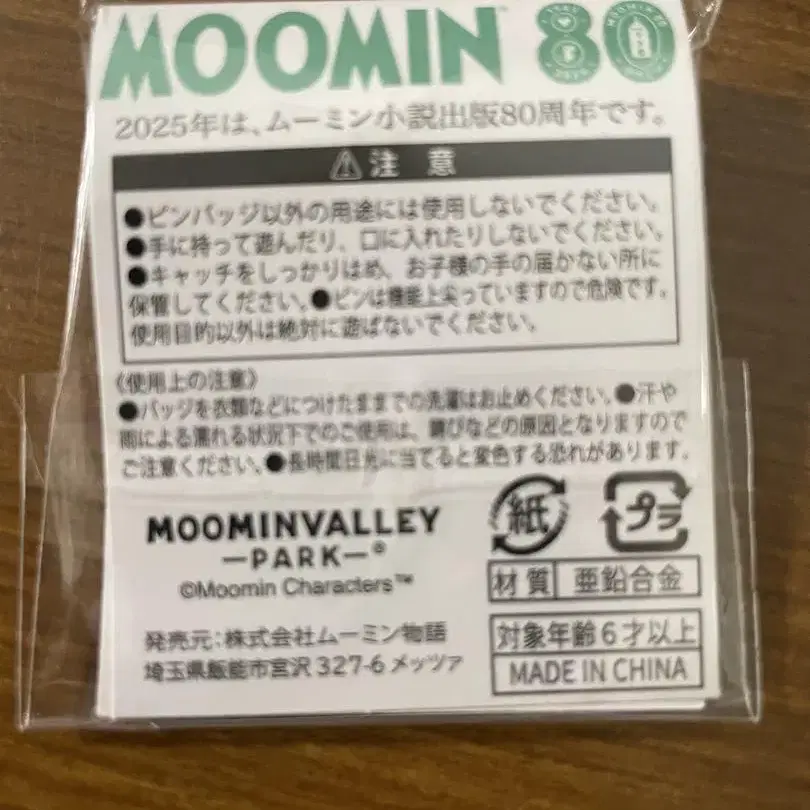 MOOMIN 80
2025年は、ムーミン小説出版80周年です。
⚠注 意
●ピンバッジ以外の用途には使用しないでください。
●手に持って遊んだり、口に入れたりしないでください。
●キャッチをしっかりはめ、お子様の手の届かない所に
保管してください。●ピンは機能上尖っていますので危険です。
使用目的以外は絶対に遊ばないでください。
《使用上の注意》
●バッジを衣類などにつけたままでの洗濯はお止めください。●汗や
雨による濡れる状況下でのご使用は、錆びなどの原因となりますので
ご注意ください。●長時間日光に当てると変色する恐れがあります。
MOOMINVALLEY
—PARK—®
©Moomin Characters™
紙
プラ
材質 亜鉛合金
発売元:株式会社ムーミン物語
埼玉県飯能市宮沢 327-6 メッツァ
対象年齢6才以上
MADE IN CHINA